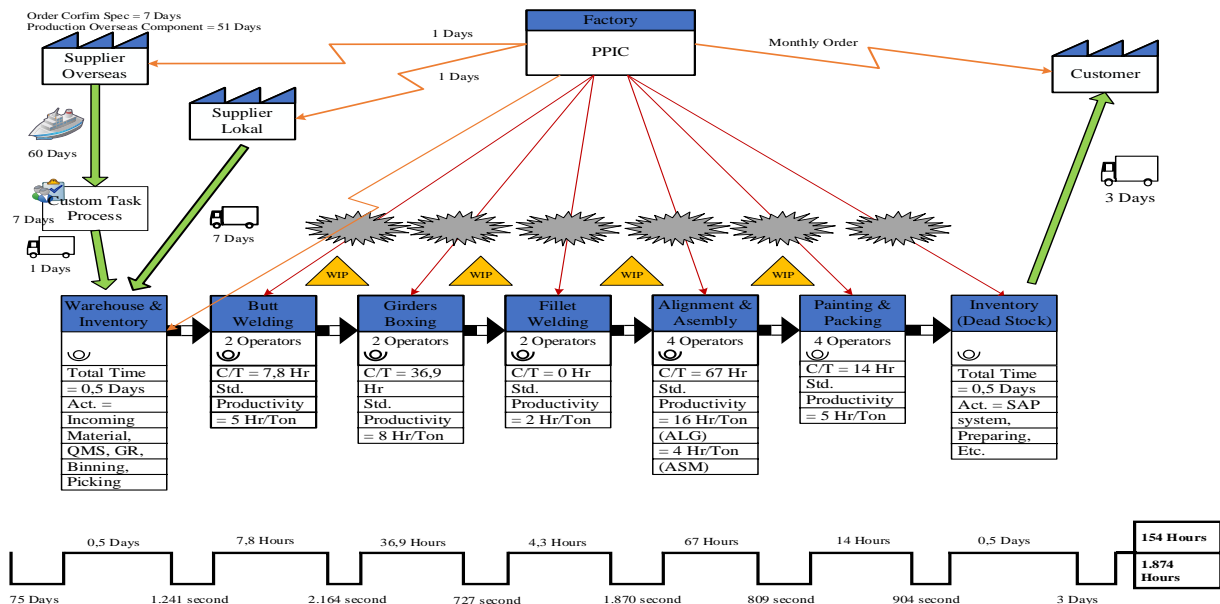 Order Corfim Spec = 7 Days
Production Overseas Component = 51 Days
Supplier
Overseas
60 Days
Custom Task
Process
7 Days
1 Days
Supplier
Lokal
7 Days
1 Days
1 Days
Factory
PPIC
Monthly Order
Customer
3 Days
WIP
WIP
WIP
WIP
Warehouse &
Inventory
Total Time
= 0,5 Days
Act. =
Incoming
Material,
QMS, GR,
Binning,
Picking
Butt
Welding
2 Operators
C/T = 7,8 Hr
Std.
Productivity
= 5 Hr/Ton
Girders
Boxing
2 Operators
C/T = 36,9
Hr
Std.
Productivity
= 8 Hr/Ton
Fillet
Welding
2 Operators
C/T = 0 Hr
Std.
Productivity
= 2 Hr/Ton
Alignment &
Asembly
4 Operators
C/T = 67 Hr
Std.
Productivity
= 16 Hr/Ton
(ALG)
= 4 Hr/Ton
(ASM)
Painting &
Packing
4 Operators
C/T = 14 Hr
Std.
Productivity
= 5 Hr/Ton
Inventory
(Dead Stock)
Total Time
= 0,5 Days
Act. = SAP
system,
Preparing,
Etc.
0,5 Days
7,8 Hours
36,9 Hours
4,3 Hours
67 Hours
14 Hours
0,5 Days
154 Hours
1.874
Hours
75 Days
1.241 second
2.164 second
727 second
1.870 second
809 second
904 second
3 Days